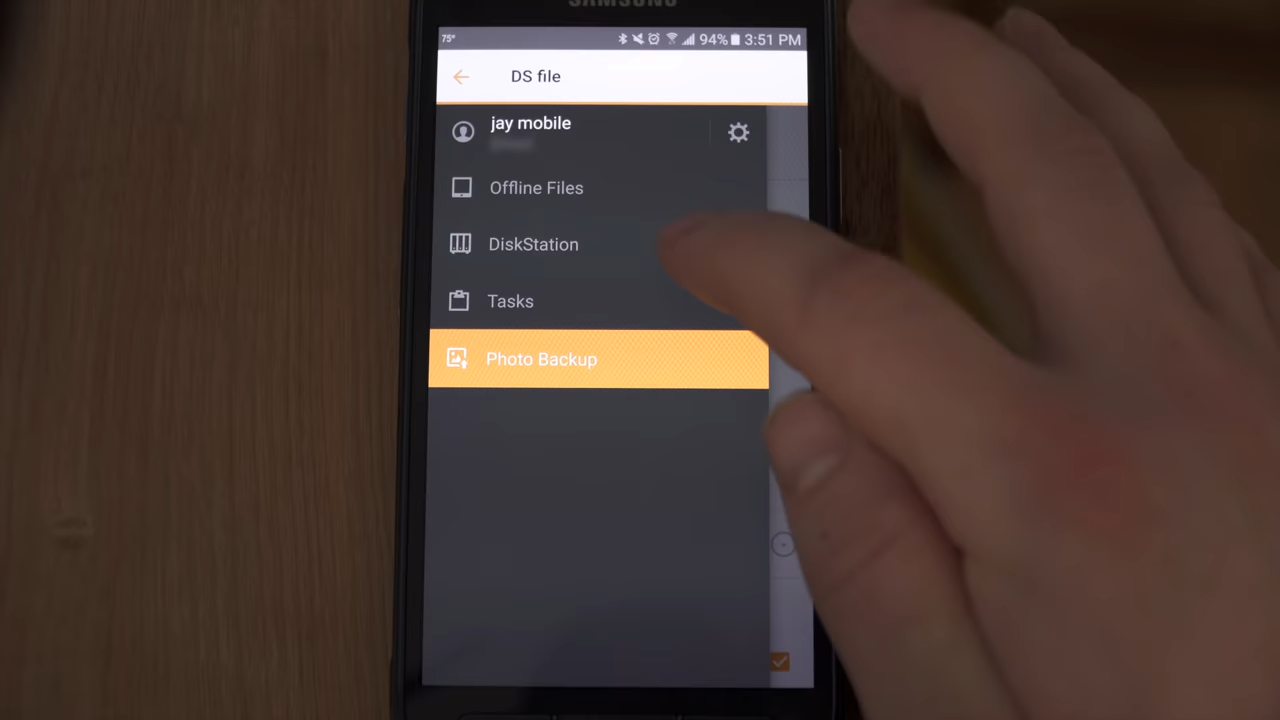 SAMSUNG
75°
94% 3:51 PM
DS file
jay mobile
Offline Files
DiskStation
Tasks
Photo Backup